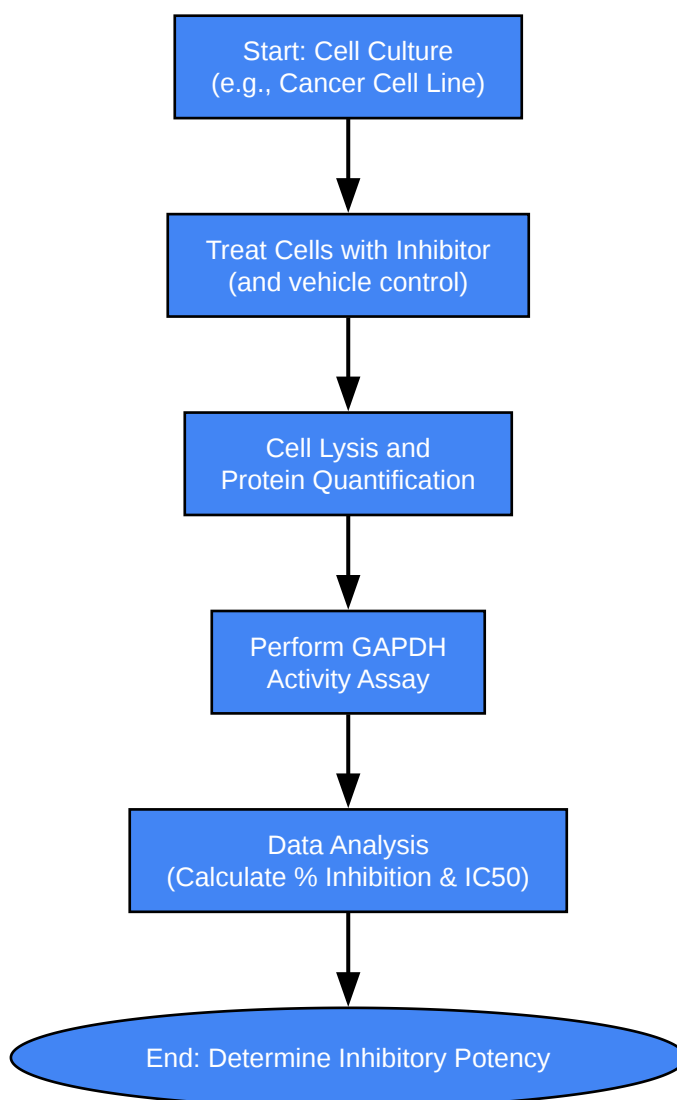 Start: Cell Culture
(e.g., Cancer Cell Line)
Treat Cells with Inhibitor
(and vehicle control)
Cell Lysis and
Protein Quantification
Perform GAPDH
Activity Assay
Data Analysis
(Calculate % Inhibition & IC50)
End: Determine Inhibitory Potency